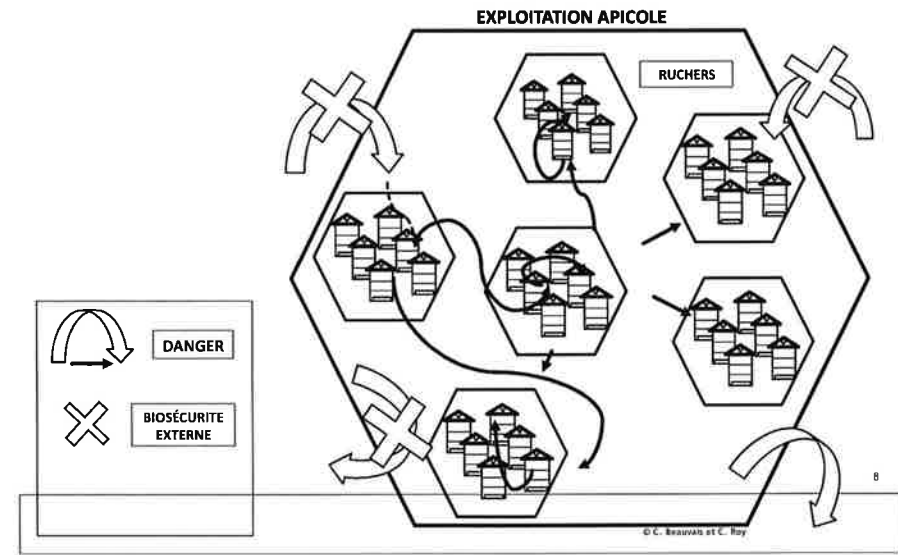 EXPLOITATION APICOLE
RUCHERS
DANGER
BIOSÉCURITE
EXTERNE
8
© C. Beauvais et C. Roy